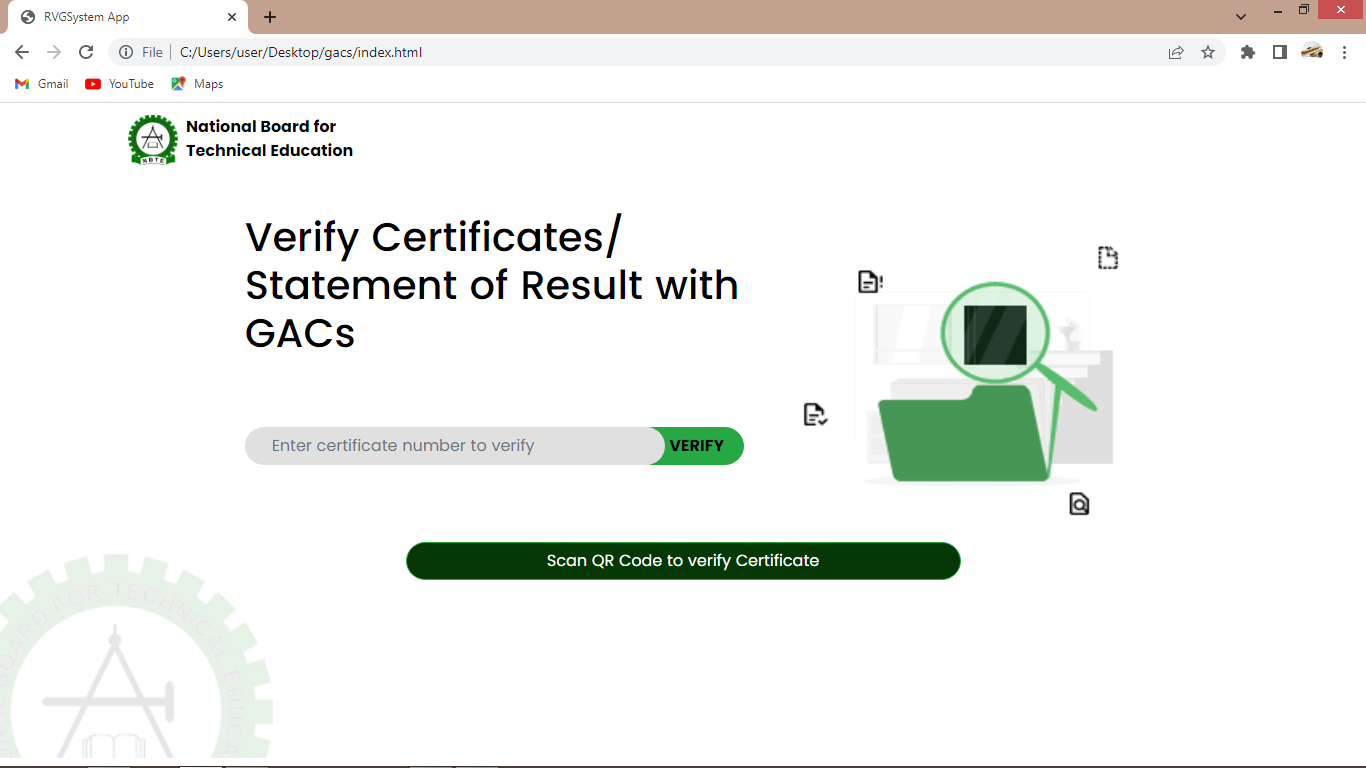 RVGSystem App
File
C:/Users/user/Desktop/gacs/index.html
Gmail
YouTube
Maps
National Board for
Technical Education
NBTE
Verify Certificates/
Statement of Result with
GACs
Enter certificate number to verify
VERIFY
Scan QR Code to verify Certificate
BOARD FOR TECHNICAL EDUCA